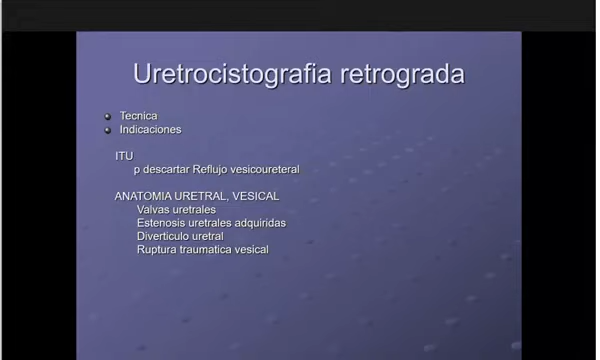 Uretrocistografia retrograda
Tecnica
Indicaciones
ITU
p descartar Reflujo vesicoureteral
ANATOMIA URETRAL, VESICAL
Valvas uretrales
Estenosis uretrales adquiridas
Diverticulo uretral
Ruptura traumatica vesical